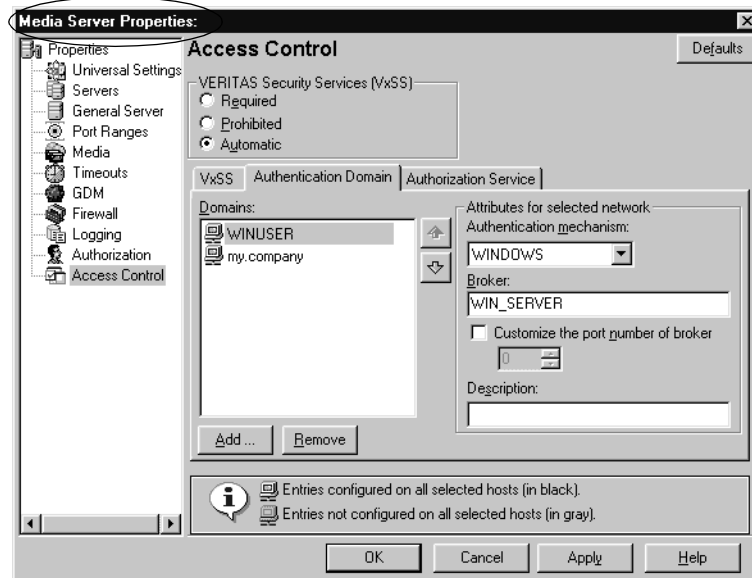 Media Server Properties:
Properties
Universal Settings
Servers
General Server
Port Ranges
Media
Timeouts
GDM
Firewall
Logging
Authorization
Access Control
Access Control
Defaults
VERITAS Security Services (VxSS)
Required
Prohibited
Automatic
VxSS
Authentication Domain
Authorization Service
Domains:
WINUSER
my.company
Add ...
Remove
Attributes for selected network
Authentication mechanism:
WINDOWS
Broker:
WIN_SERVER
Customize the port number of broker
0
Description:
Entries configured on all selected hosts (in black).
Entries not configured on all selected hosts (in gray).
OK
Cancel
Apply
Help